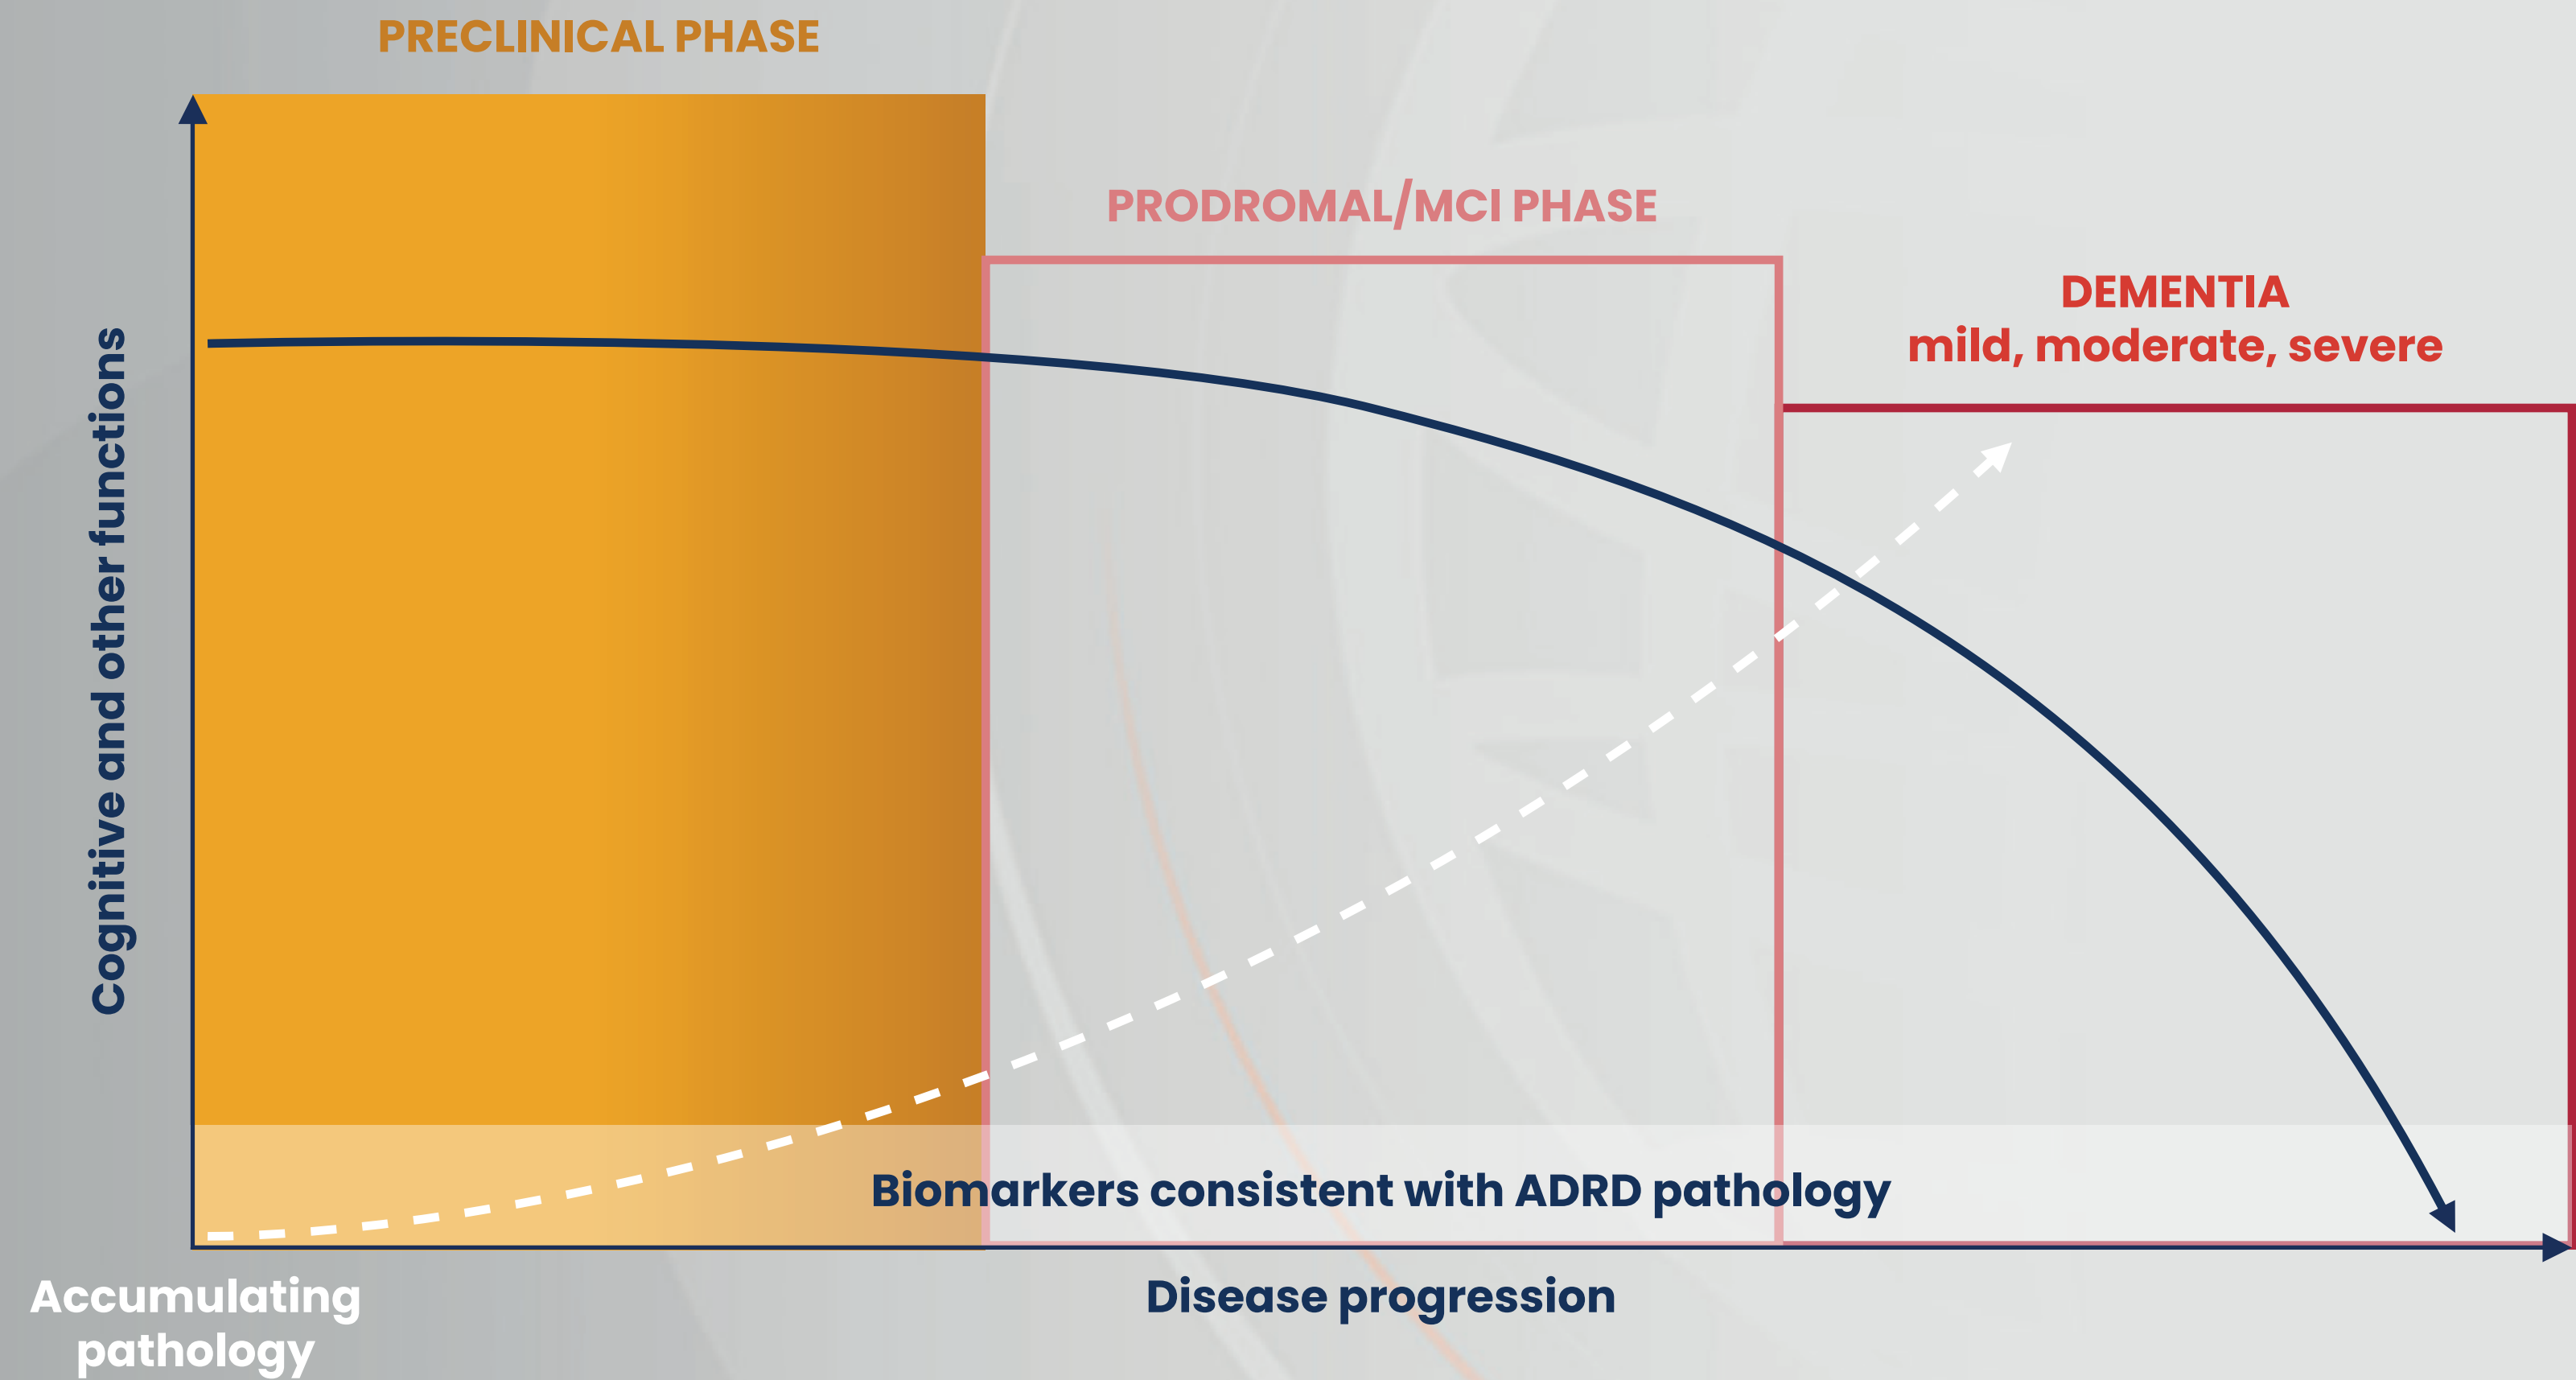 PRECLINICAL PHASE
PRODROMAL/MCI PHASE
DEMENTIA
mild, moderate, severe
Cognitive and other functions
Biomarkers consistent with ADRD pathology
Disease progression
Accumulating
pathology